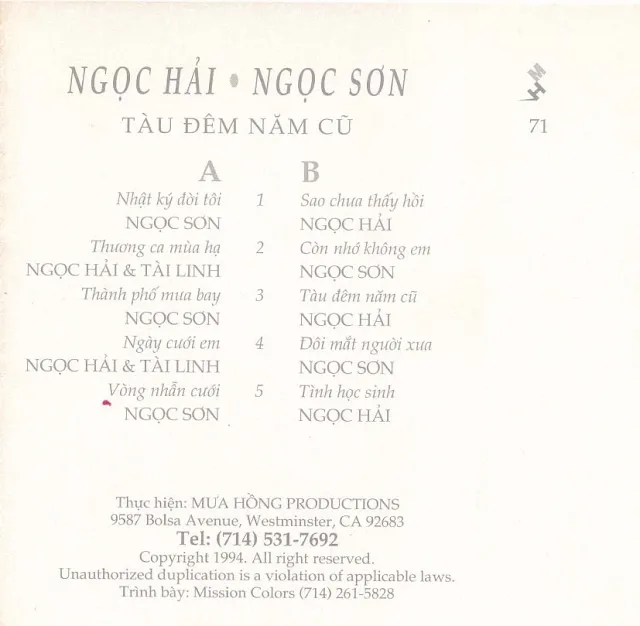 NGỌC HẢI • NGỌC SƠN
HM
TÀU ĐÊM NĂM CŨ
71
A B
Nhật ký đời tôi 1 Sao chưa thấy hồi
NGỌC SƠN NGỌC HẢI
Thương ca mùa hạ 2 Còn nhớ không em
NGỌC HẢI & TÀI LINH NGỌC SƠN
Thành phố mưa bay 3 Tàu đêm năm cũ
NGỌC SƠN NGỌC HẢI
Ngày cưới em 4 Đôi mắt người xưa
NGỌC HẢI & TÀI LINH NGỌC SƠN
Vòng nhẫn cưới 5 Tình học sinh
NGỌC SƠN NGỌC HẢI
Thực hiện: MƯA HỒNG PRODUCTIONS
9587 Bolsa Avenue, Westminster, CA 92683
Tel: (714) 531-7692
Copyright 1994. All right reserved.
Unauthorized duplication is a violation of applicable laws.
Trình bày: Mission Colors (714) 261-5828